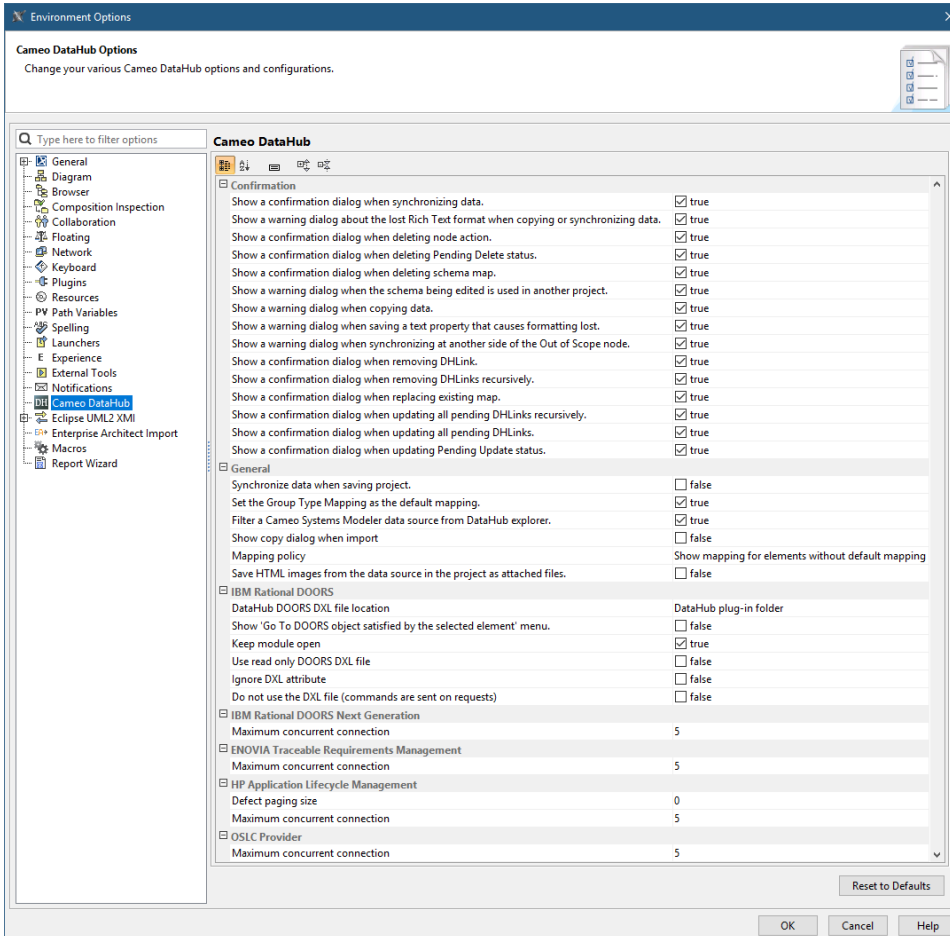 Environment Options
Cameo DataHub Options
Change your various Cameo DataHub options and configurations.
Type here to filter options
General
Diagram
Browser
Composition Inspection
Collaboration
Floating
Network
Keyboard
Plugins
Resources
PV Path Variables
Spelling
Launchers
E Experience
External Tools
Notifications
DH Cameo DataHub
Eclipse UML2 XMI
Enterprise Architect Import
Macros
Report Wizard
Cameo DataHub
Confirmation
Show a confirmation dialog when synchronizing data. true
Show a warning dialog about the lost Rich Text format when copying or synchronizing data. true
Show a confirmation dialog when deleting node action. true
Show a confirmation dialog when deleting Pending Delete status. true
Show a confirmation dialog when deleting schema map. true
Show a warning dialog when the schema being edited is used in another project. true
Show a warning dialog when copying data. true
Show a warning dialog when saving a text property that causes formatting lost. true
Show a warning dialog when synchronizing at another side of the Out of Scope node. true
Show a confirmation dialog when removing DHLink. true
Show a confirmation dialog when removing DHLinks recursively. true
Show a confirmation dialog when replacing existing map. true
Show a confirmation dialog when updating all pending DHLinks recursively. true
Show a confirmation dialog when updating all pending DHLinks. true
Show a confirmation dialog when updating Pending Update status. true
General
Synchronize data when saving project. false
Set the Group Type Mapping as the default mapping. true
Filter a Cameo Systems Modeler data source from DataHub explorer. true
Show copy dialog when import false
Mapping policy Show mapping for elements without default mapping
Save HTML images from the data source in the project as attached files. false
IBM Rational DOORS
DataHub DOORS DXL file location DataHub plug-in folder
Show 'Go To DOORS object satisfied by the selected element' menu. false
Keep module open true
Use read only DOORS DXL file false
Ignore DXL attribute false
Do not use the DXL file (commands are sent on requests) false
IBM Rational DOORS Next Generation
Maximum concurrent connection 5
ENOVIA Traceable Requirements Management
Maximum concurrent connection 5
HP Application Lifecycle Management
Defect paging size 0
Maximum concurrent connection 5
OSLC Provider
Maximum concurrent connection 5
Reset to Defaults
OK Cancel Help